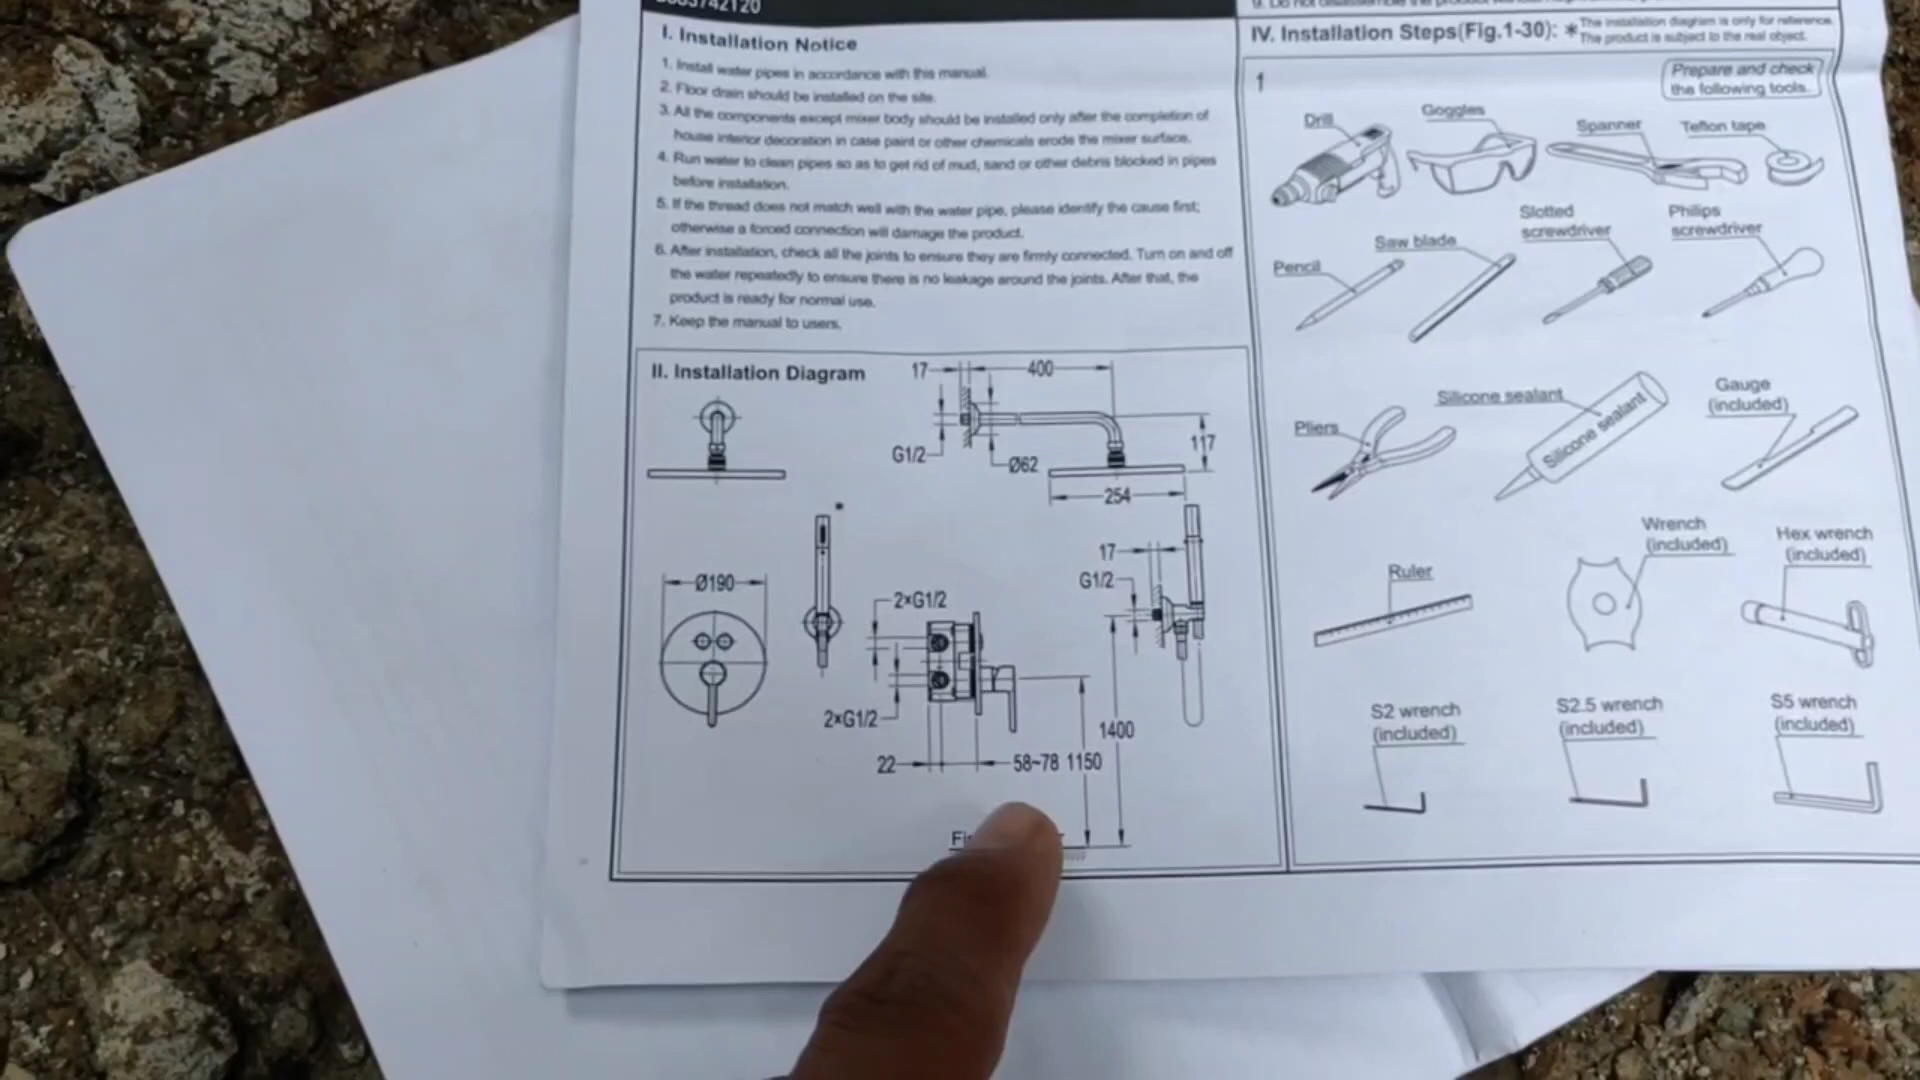 I. Installation Notice
1. Install water pipes in accordance with this manual.
2. Floor drain should be installed on the site.
3. All the components except mixer body should be installed only after the completion of
house interior decoration in case paint or other chemicals erode the mixer surface.
4. Run water to clean pipes so as to get rid of mud, sand or other debris blocked in pipes
before installation.
5. If the thread does not match well with the water pipe, please identify the cause first;
otherwise a forced connection will damage the product.
6. After installation, check all the joints to ensure they are firmly connected. Turn on and off
the water repeatedly to ensure there is no leakage around the joints. After that, the
product is ready for normal use.
7. Keep the manual to users.
II. Installation Diagram
17
400
G1/2
Ø62
117
254
*
17
G1/2
Ø190
2×G1/2
2×G1/2
22
58~78
1150
1400
IV. Installation Steps(Fig.1-30): *The installation diagram is only for reference.
The product is subject to the real object.
1
Prepare and check
the following tools.
Drill
Goggles
Spanner
Teflon tape
Pencil
Saw blade
Slotted
screwdriver
Philips
screwdriver
Pliers
Silicone sealant
Silicone sealant
Gauge
(included)
Ruler
Wrench
(included)
Hex wrench
(included)
S2 wrench
(included)
S2.5 wrench
(included)
S5 wrench
(included)